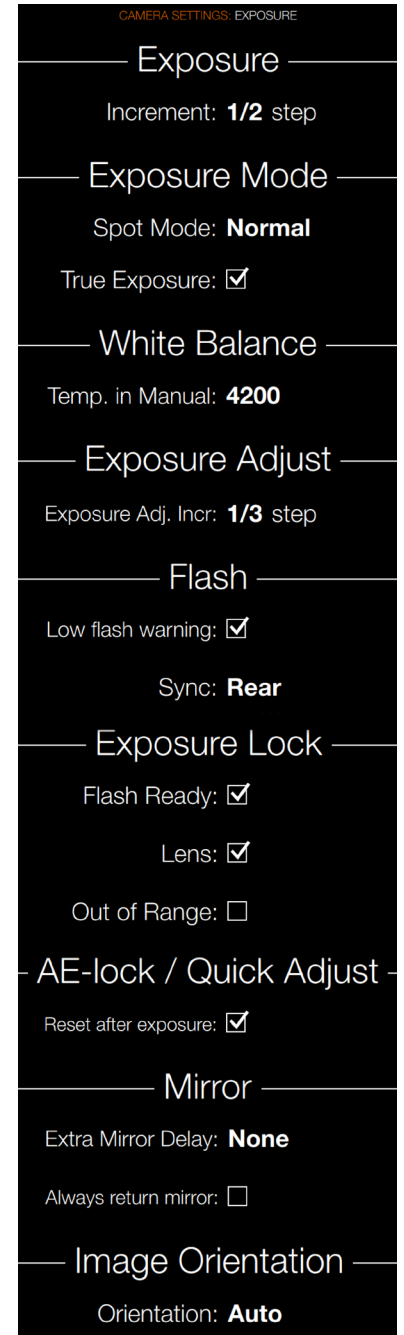 CAMERA SETTINGS: EXPOSURE
Exposure
Increment: 1/2 step
Exposure Mode
Spot Mode: Normal
True Exposure:
White Balance
Temp. in Manual: 4200
Exposure Adjust
Exposure Adj. Incr: 1/3 step
Flash
Low flash warning:
Sync: Rear
Exposure Lock
Flash Ready:
Lens:
Out of Range:
AE-lock / Quick Adjust
Reset after exposure:
Mirror
Extra Mirror Delay: None
Always return mirror:
Image Orientation
Orientation: Auto